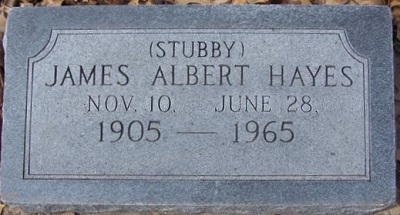 (STUBBY)
JAMES ALBERT HAYES
NOV. 10, JUNE 28,
1905 — 1965